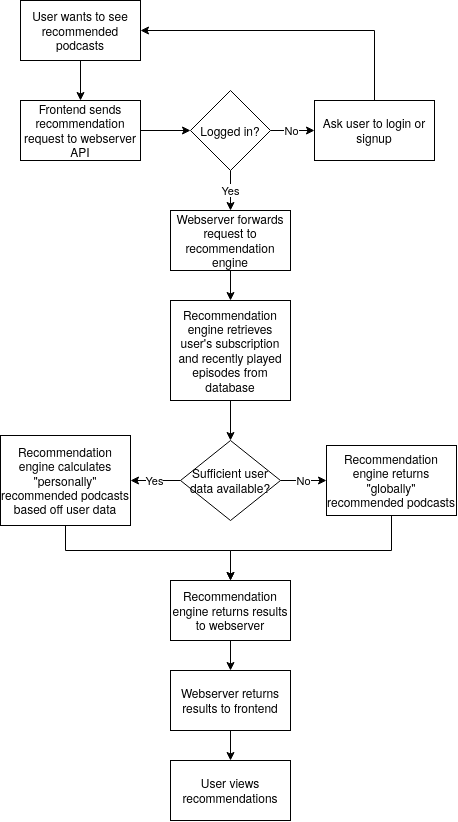 User wants to see
recommended
podcasts
Frontend sends
recommendation
request to webserver
API
Logged in?
No
Ask user to login or
signup
Yes
Webserver forwards
request to
recommendation
engine
Recommendation
engine retrieves
user's subscription
and recently played
episodes from
database
Sufficient user
data available?
Yes
No
Recommendation
engine calculates
"personally"
recommended podcasts
based off user data
Recommendation
engine returns
"globally"
recommended podcasts
Recommendation
engine returns results
to webserver
Webserver returns
results to frontend
User views
recommendations